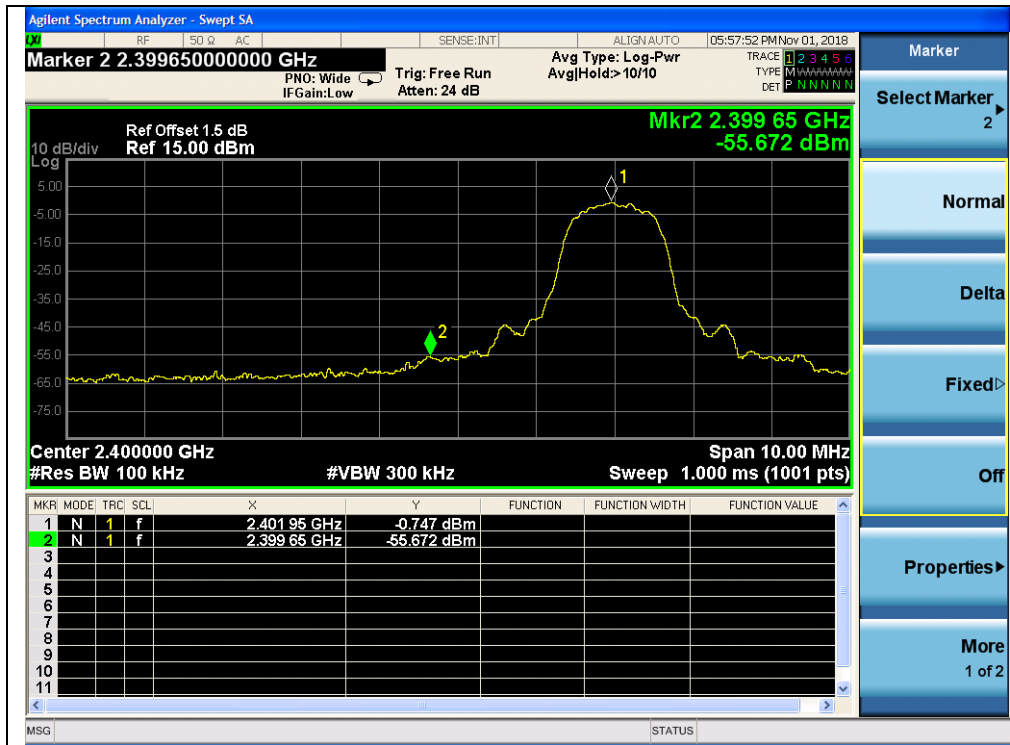 Agilent Spectrum Analyzer - Swept SA
LXI RF 50 Ω AC SENSE:INT ALIGN AUTO 05:57:52 PM Nov 01, 2018
Marker 2 2.399650000000 GHz
PNO: Wide Trig: Free Run Avg Type: Log-Pwr TRACE 1 2 3 4 5 6
IFGain:Low Atten: 24 dB Avg|Hold:>10/10 TYPE M
DET P N N N N N
Mkr2 2.399 65 GHz
-55.672 dBm
Ref Offset 1.5 dB
10 dB/div Ref 15.00 dBm
Log
5.00
-5.00
-15.0
-25.0
-35.0
-45.0
-55.0
-65.0
-75.0
1
2
Center 2.400000 GHz Span 10.00 MHz
#Res BW 100 kHz #VBW 300 kHz Sweep 1.000 ms (1001 pts)
MKR MODE TRC SCL X Y FUNCTION FUNCTION WIDTH FUNCTION VALUE
1 N 1 f 2.401 95 GHz -0.747 dBm
2 N 1 f 2.399 65 GHz -55.672 dBm
3
4
5
6
7
8
9
10
11
MSG STATUS
Marker
Select Marker
2
Normal
Delta
Fixed
Off
Properties
More
1 of 2